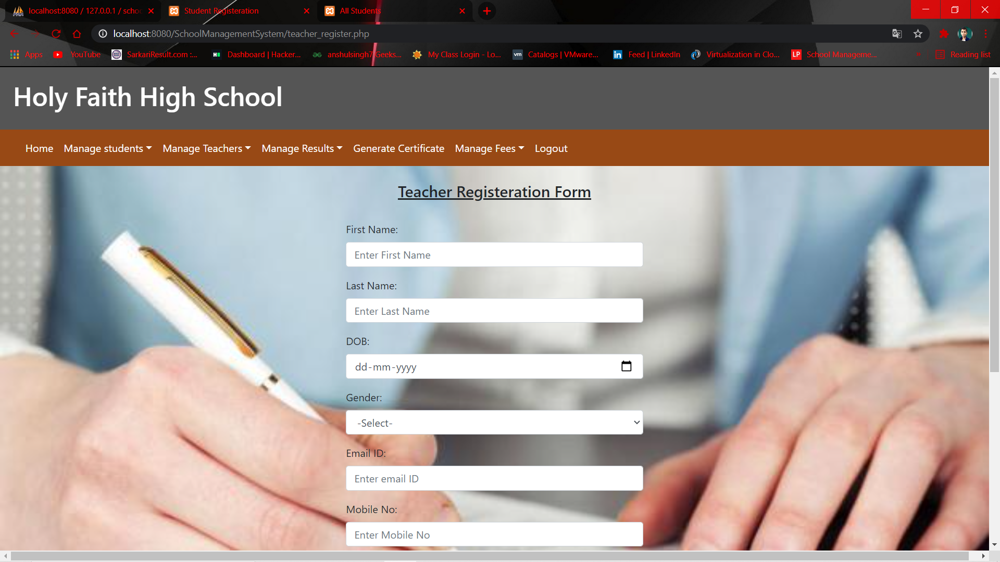 localhost:8080 / 127.0.0.1 / schoo
Student Registeration
All Students
localhost:8080/SchoolManagementSystem/teacher_register.php
Apps
YouTube
SarkariResult.com :...
Dashboard | Hacker...
anshulsingh7 Geeks...
My Class Login - Lo...
vm Catalogs | VMware...
in Feed | LinkedIn
Virtualization in Clo...
LP School Manageme...
»
Reading list
Holy Faith High School
Home Manage students Manage Teachers Manage Results Generate Certificate Manage Fees Logout
Teacher Registeration Form
First Name:
Enter First Name
Last Name:
Enter Last Name
DOB:
dd-mm-yyyy
Gender:
-Select-
Email ID:
Enter email ID
Mobile No:
Enter Mobile No